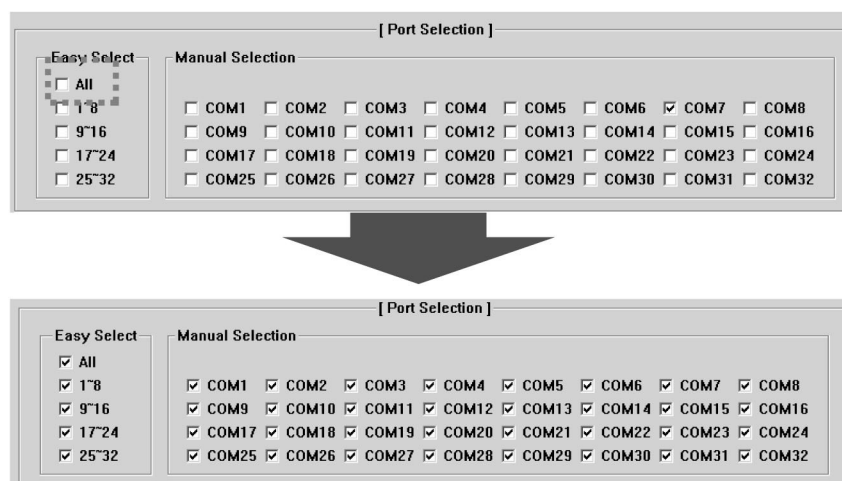 [ Port Selection ]
Easy Select Manual Selection
All
1~8 COM1 COM2 COM3 COM4 COM5 COM6 COM7 COM8
9~16 COM9 COM10 COM11 COM12 COM13 COM14 COM15 COM16
17~24 COM17 COM18 COM19 COM20 COM21 COM22 COM23 COM24
25~32 COM25 COM26 COM27 COM28 COM29 COM30 COM31 COM32
[ Port Selection ]
Easy Select Manual Selection
All
1~8 COM1 COM2 COM3 COM4 COM5 COM6 COM7 COM8
9~16 COM9 COM10 COM11 COM12 COM13 COM14 COM15 COM16
17~24 COM17 COM18 COM19 COM20 COM21 COM22 COM23 COM24
25~32 COM25 COM26 COM27 COM28 COM29 COM30 COM31 COM32